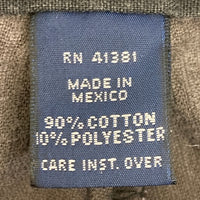 RN 41381
MADE IN
MEXICO
90% COTTON
10% POLYESTER
CARE INST. OVER